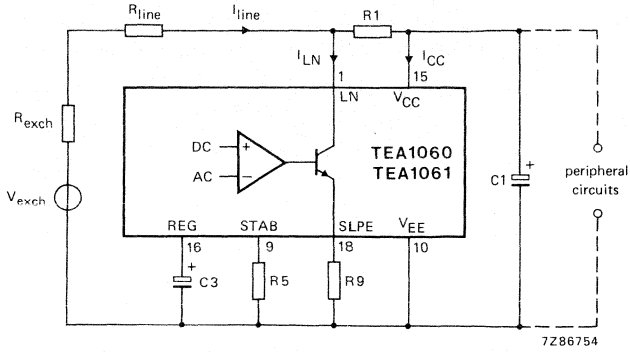 Rline
Iline
R1
ILN
ICC
1
15
LN
VCC
Rexch
DC
+
TEA1060
AC
−
TEA1061
C1
+
peripheral
circuits
Vexch
REG
STAB
SLPE
VEE
16
9
18
10
+
C3
R5
R9
7Z86754